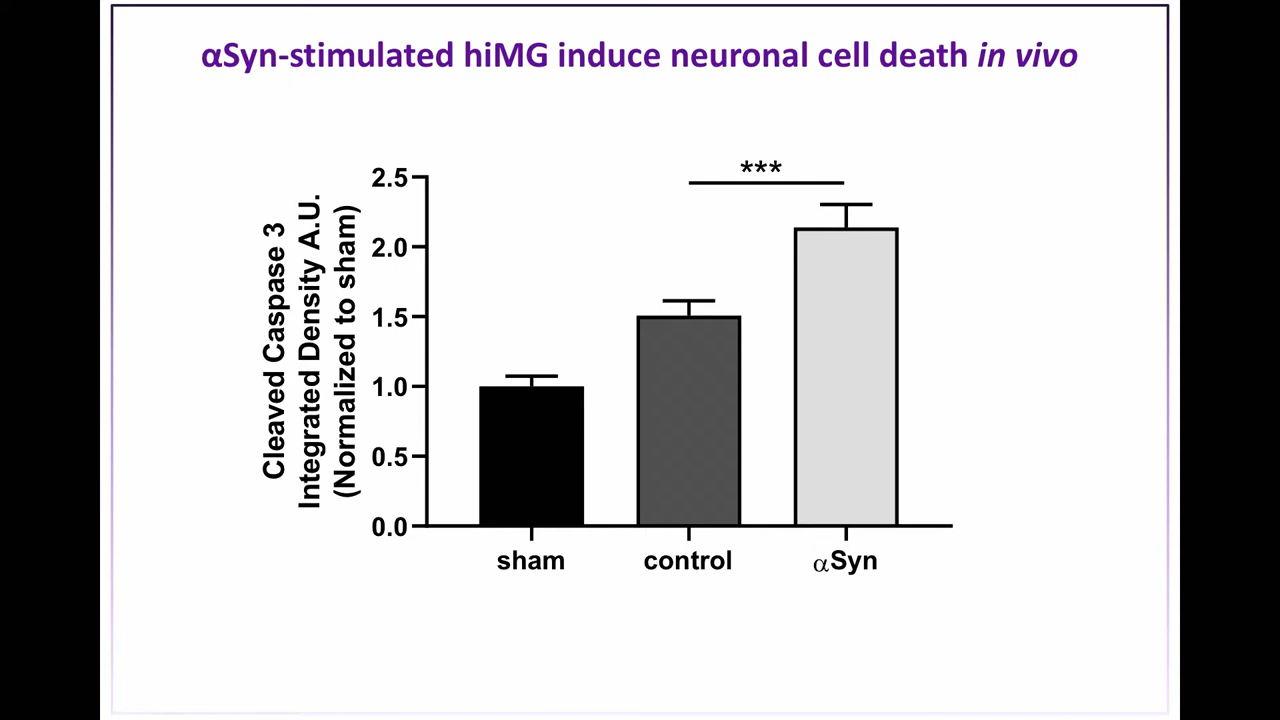 αSyn-stimulated hiMG induce neuronal cell death in vivo
***
Cleaved Caspase 3
Integrated Density A.U.
(Normalized to sham)
2.5
2.0
1.5
1.0
0.5
0.0
sham control αSyn